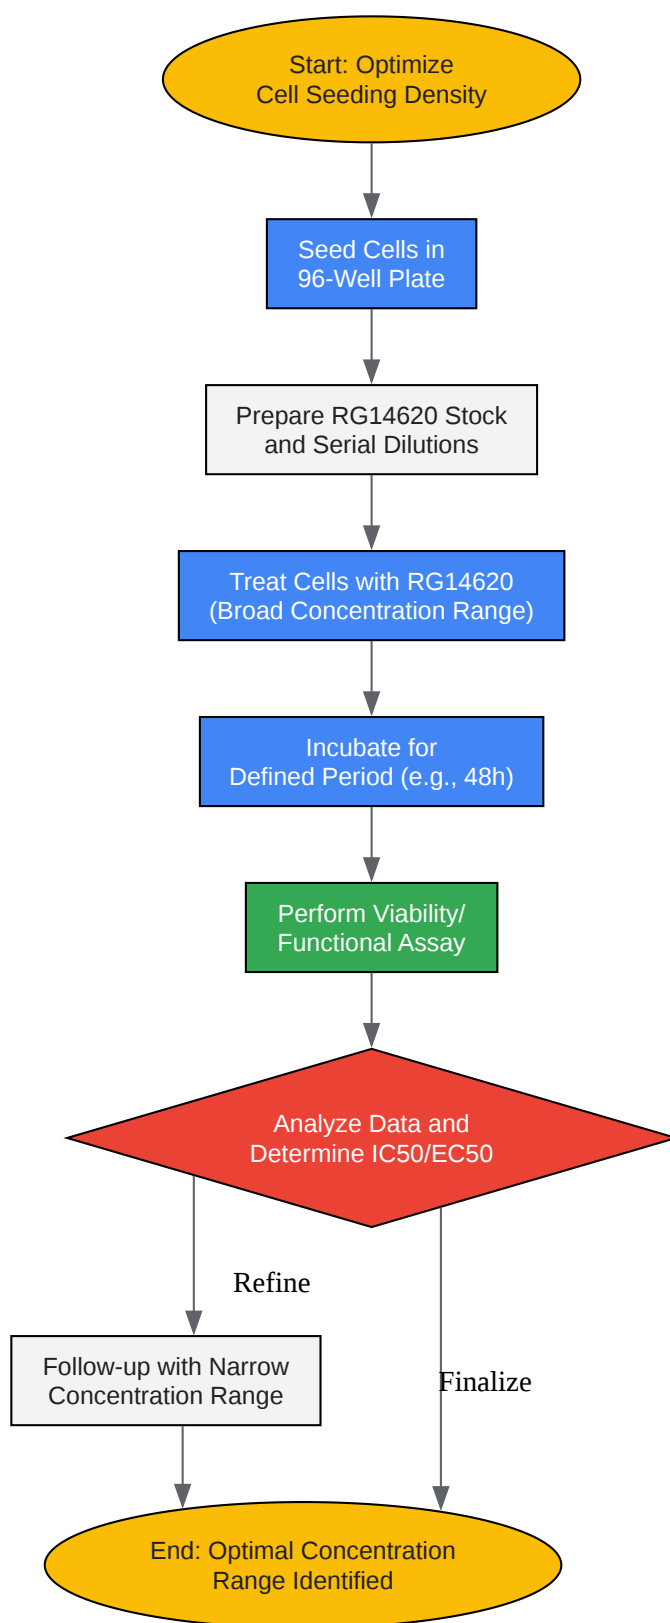 Start: Optimize
Cell Seeding Density
Seed Cells in
96-Well Plate
Prepare RG14620 Stock
and Serial Dilutions
Treat Cells with RG14620
(Broad Concentration Range)
Incubate for
Defined Period (e.g., 48h)
Perform Viability/
Functional Assay
Analyze Data and
Determine IC50/EC50
Refine
Follow-up with Narrow
Concentration Range
Finalize
End: Optimal Concentration
Range Identified